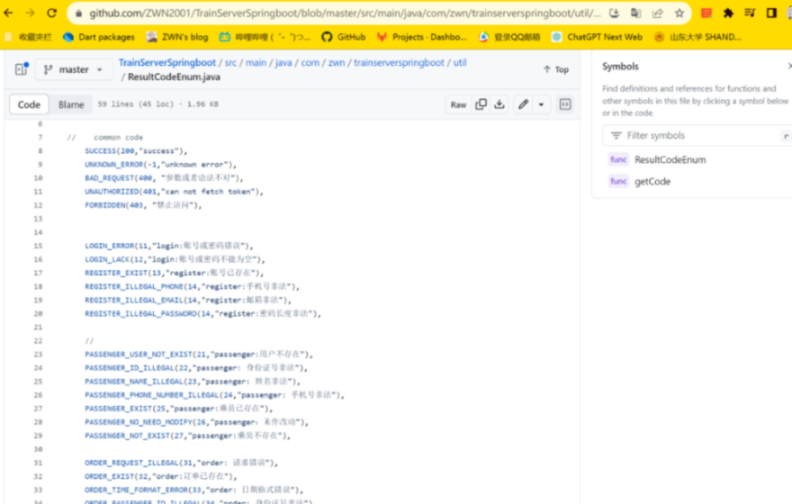 github.com/ZWN2001/TrainServerSpringboot/blob/master/src/main/java/com/zwn/trainserverspringboot/util/...
收藏夹栏 Dart packages ZWN's blog 哔哩哔哩 (゜-゜)つ... GitHub Projects · Dashbo... 登录QQ邮箱 ChatGPT Next Web 山东大学 SHAND...
master
TrainServerSpringboot / src / main / java / com / zwn / trainserverspringboot / util
/ ResultCodeEnum.java
Top
Code Blame 59 lines (45 loc) · 1.96 KB Raw
6
7 // common code
8 SUCCESS(200,"success"),
9 UNKNOWN_ERROR(-1,"unknown error"),
10 BAD_REQUEST(400, "参数或者语法不对"),
11 UNAUTHORIZED(401,"can not fetch token"),
12 FORBIDDEN(403, "禁止访问"),
13
14
15 LOGIN_ERROR(11,"login:账号或密码错误"),
16 LOGIN_LACK(12,"login:账号或密码不能为空"),
17 REGISTER_EXIST(13,"register:账号已存在"),
18 REGISTER_ILLEGAL_PHONE(14,"register:手机号非法"),
19 REGISTER_ILLEGAL_EMAIL(14,"register:邮箱非法"),
20 REGISTER_ILLEGAL_PASSWORD(14,"register:密码长度非法"),
21
22 //
23 PASSENGER_USER_NOT_EXIST(21,"passenger:用户不存在"),
24 PASSENGER_ID_ILLEGAL(22,"passenger: 身份证号非法"),
25 PASSENGER_NAME_ILLEGAL(23,"passenger: 姓名非法"),
26 PASSENGER_PHONE_NUMBER_ILLEGAL(24,"passenger: 手机号非法"),
27 PASSENGER_EXIST(25,"passenger:乘员已存在"),
28 PASSENGER_NO_NEED_MODIFY(26,"passenger: 未作改动"),
29 PASSENGER_NOT_EXIST(27,"passenger:乘员不存在"),
30
31 ORDER_REQUEST_ILLEGAL(31,"order: 请求错误"),
32 ORDER_EXIST(32,"order:订单已存在"),
33 ORDER_TIME_FORMAT_ERROR(33,"order: 日期格式错误"),
34 ORDER_PASSENGER_ID_ILLEGAL(34,"order: 身份证号非法"),
Symbols
Find definitions and references for functions and
other symbols in this file by clicking a symbol below
or in the code.
Filter symbols r
func ResultCodeEnum
func getCode